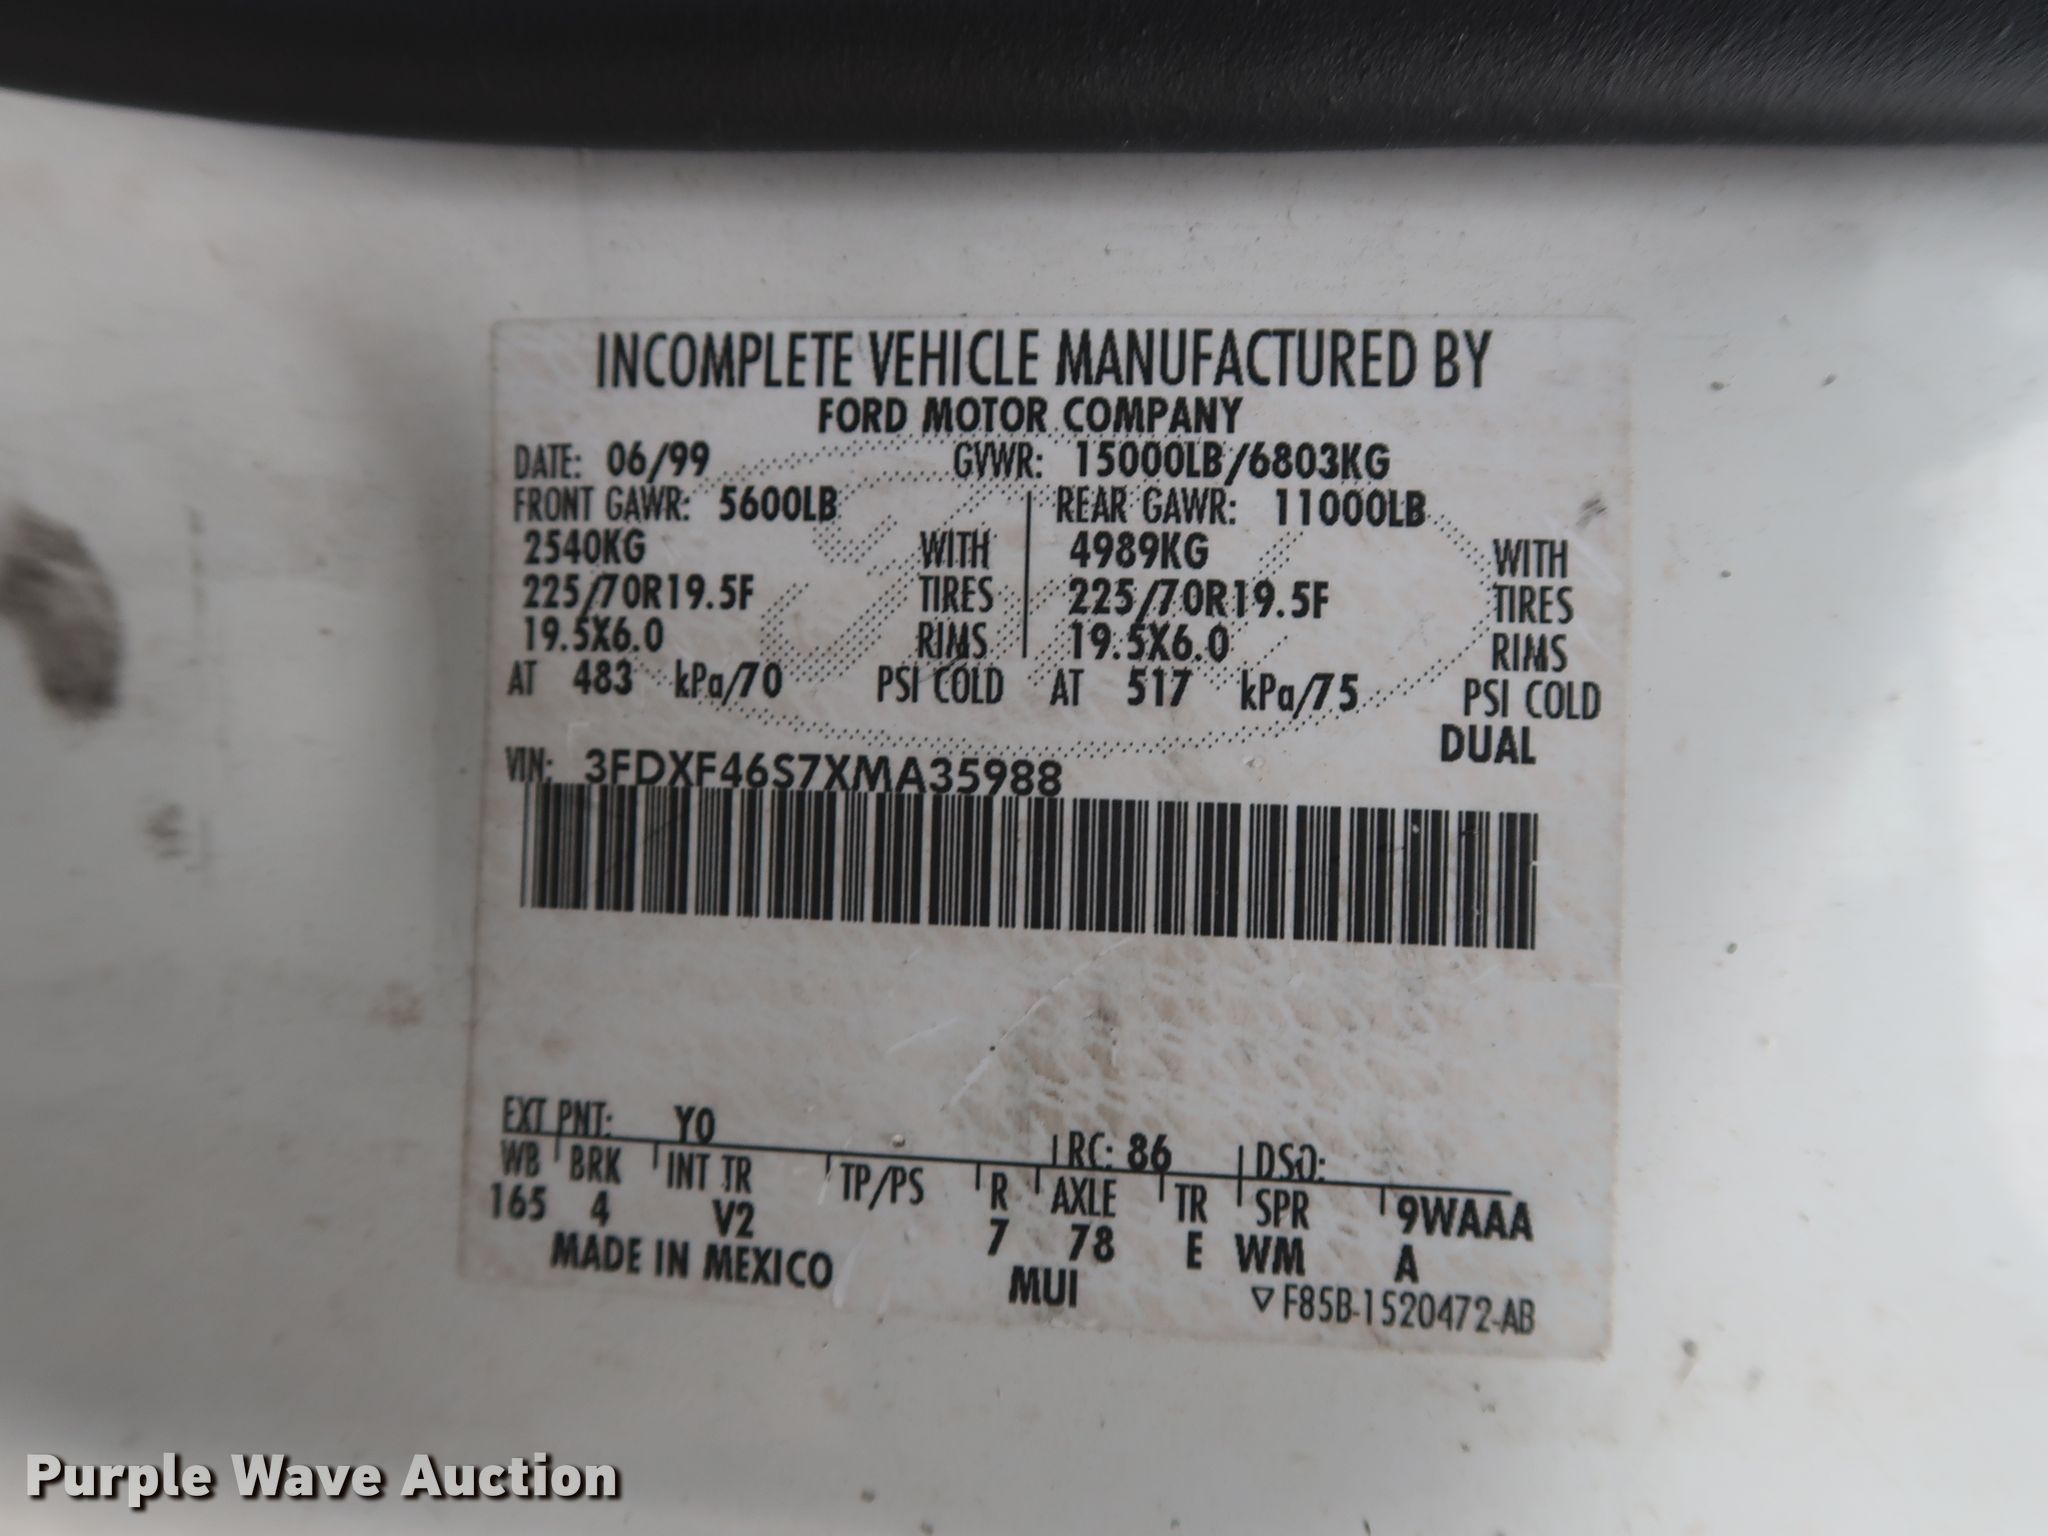 INCOMPLETE VEHICLE MANUFACTURED BY
FORD MOTOR COMPANY
DATE: 06/99 GVWR: 15000LB/6803KG
FRONT GAWR: 5600LB REAR GAWR: 11000LB
2540KG WITH 4989KG WITH
225/70R19.5F TIRES 225/70R19.5F TIRES
19.5X6.0 RIMS 19.5X6.0 RIMS
AT 483 kPa/70 PSI COLD AT 517 kPa/75 PSI COLD
DUAL
VIN: 3FDXF46S7XMA35988
EXT PNT: Y0 RC: 86 DSO:
WB BRK INT TR TP/PS R AXLE TR SPR 9WAAA
165 4 V2 7 78 E WM A
MADE IN MEXICO MUI
▽ F85B-1520472-AB
Purple Wave Auction